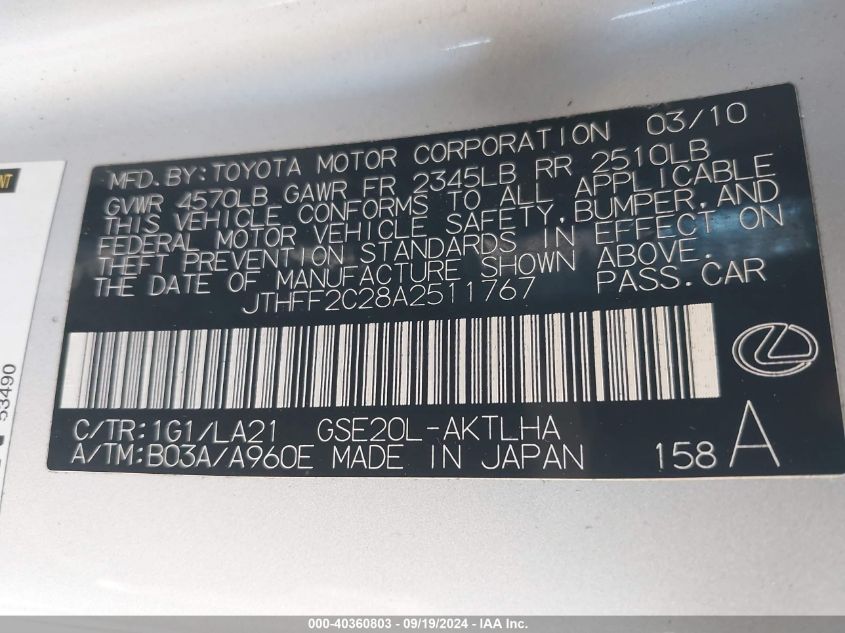 MFD. BY: TOYOTA MOTOR CORPORATION 03/10
GVWR 4570LB GAWR FR 2345LB RR 2510LB
THIS VEHICLE CONFORMS TO ALL APPLICABLE
FEDERAL MOTOR VEHICLE SAFETY, BUMPER, AND
THEFT PREVENTION STANDARDS IN EFFECT ON
THE DATE OF MANUFACTURE SHOWN ABOVE.
JTHFF2C28A2511767 PASS. CAR
C/TR: 1G1/LA21 GSE20L-AKTLHA
A/TM: B03A/A960E MADE IN JAPAN 158 A
53490
000-40360803 - 09/19/2024 - IAA Inc.